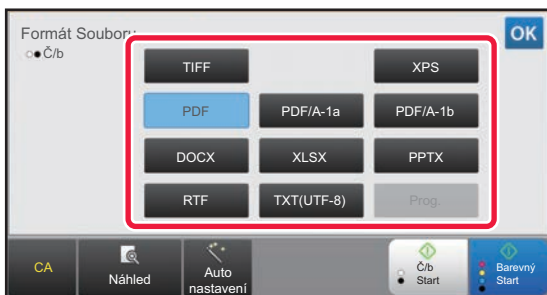 Formát Souboru
OK
Č/b
TIFF
XPS
PDF
PDF/A-1a
PDF/A-1b
DOCX
XLSX
PPTX
RTF
TXT(UTF-8)
Prog.
CA
Náhled
Auto
nastavení
Č/b
Start
Barevný
Start